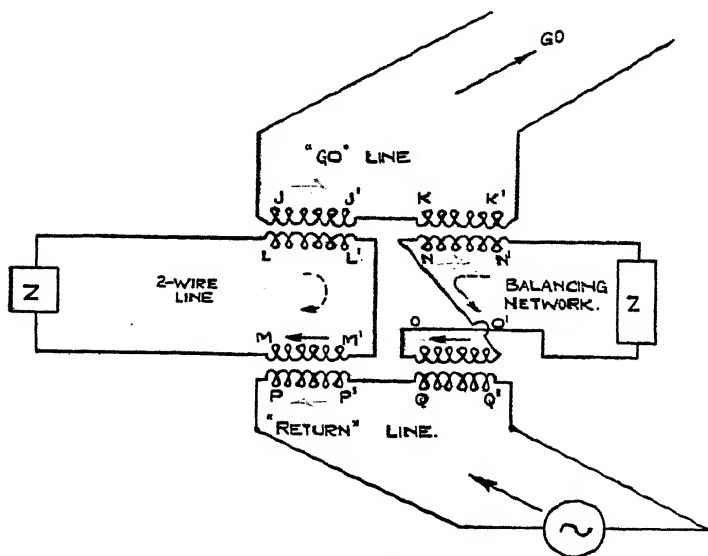 GO
"GO" LINE
J J' K K'
L L' N N'
2-WIRE
LINE
BALANCING
NETWORK.
Z
Z
M M' O O'
P P' Q Q'
"RETURN" LINE.
~